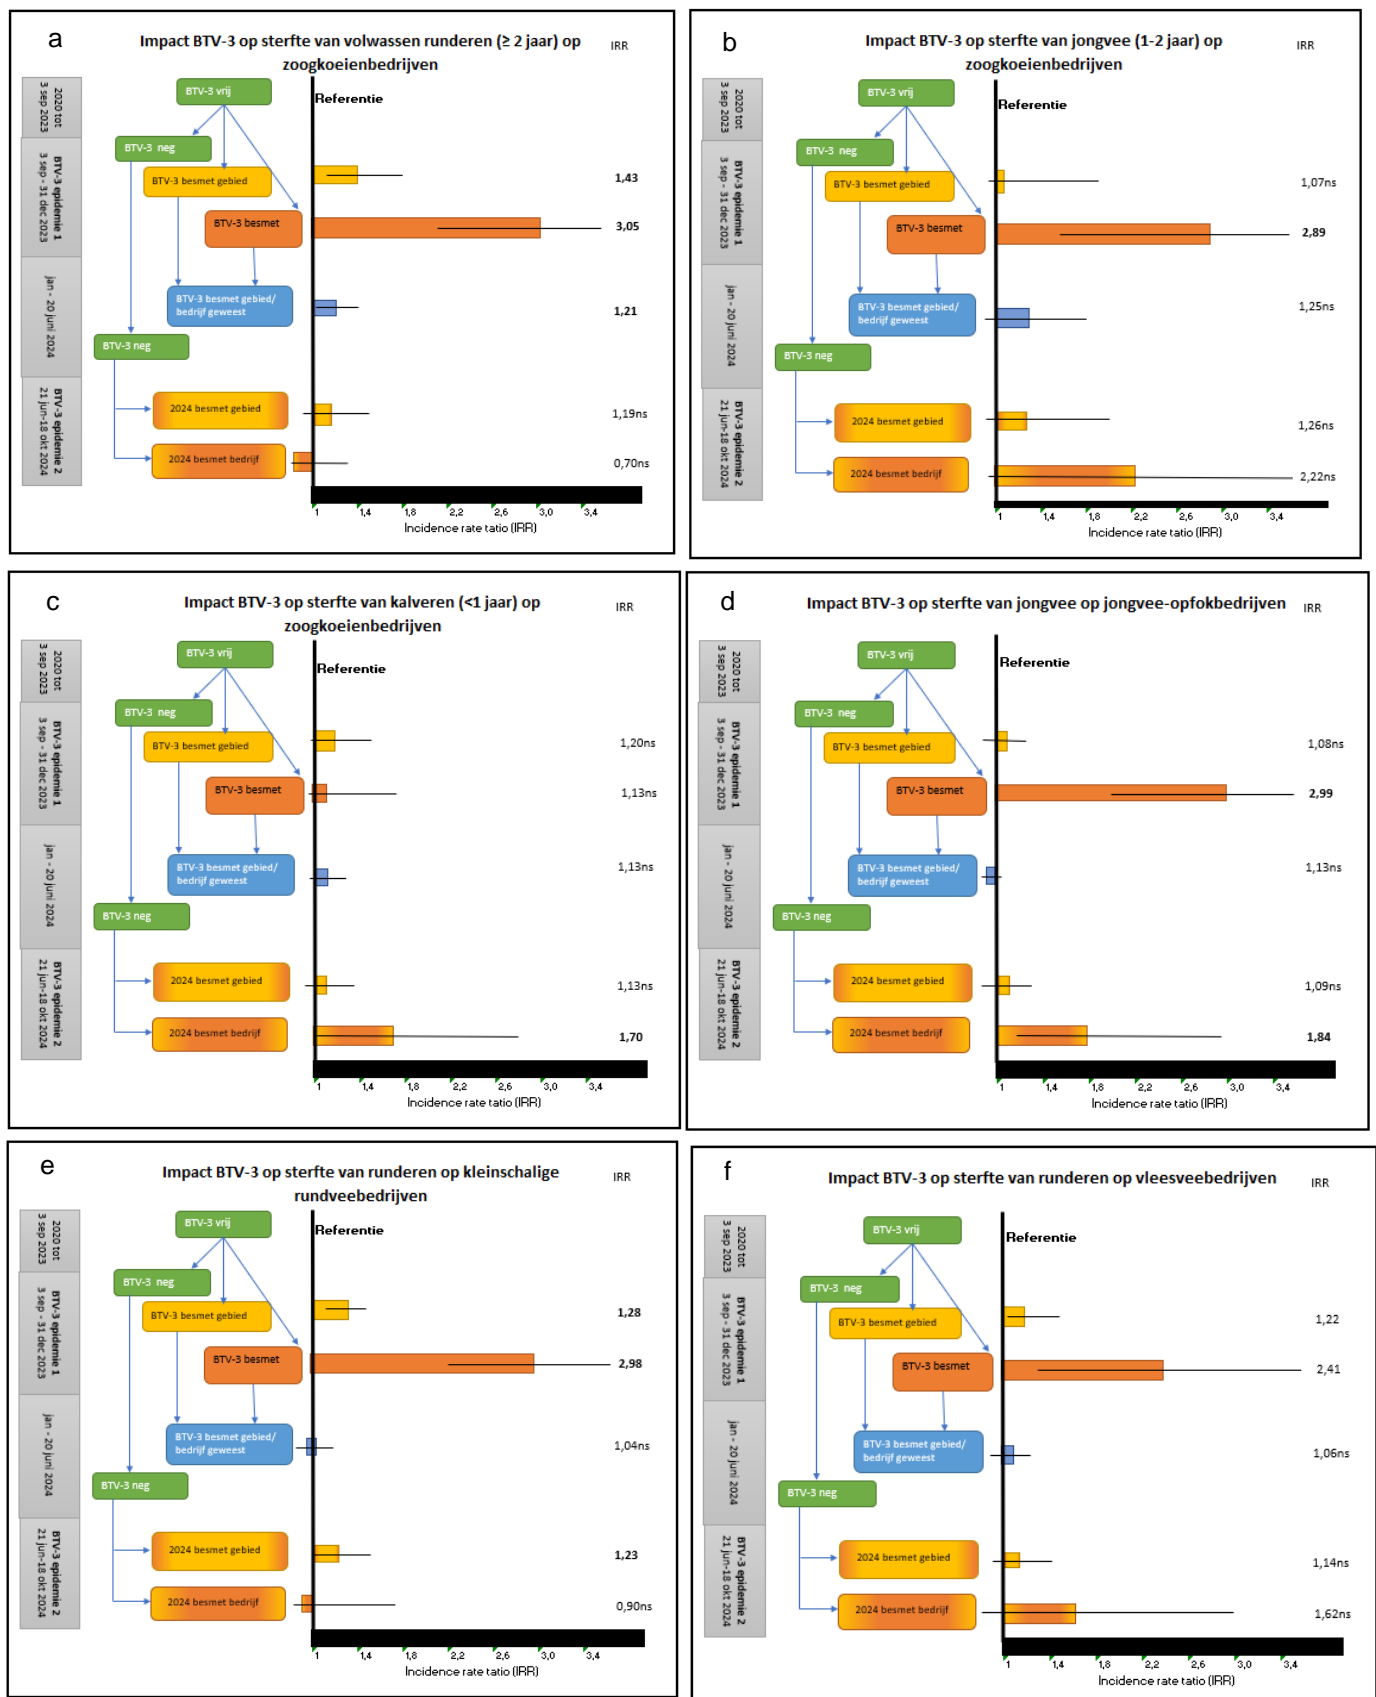 a
Impact BTV-3 op sterfte van volwassen runderen (≥ 2 jaar) op
zoogkoeienbedrijven
IRR
2020 tot
3 sep 2023
BTV-3 vrij
Referentie
BTV-3 epidemie 1
3 sep - 31 dec 2023
BTV-3 neg
BTV-3 besmet gebied
1,43
BTV-3 besmet
3,05
jan - 20 juni 2024
BTV-3 besmet gebied/
bedrijf geweest
1,21
BTV-3 neg
BTV-3 epidemie 2
21 jun-18 okt 2024
2024 besmet gebied
1,19ns
2024 besmet bedrijf
0,70ns
1 1,4 1,8 2,2 2,6 3,0 3,4
Incidence rate tatio (IRR)
b
Impact BTV-3 op sterfte van jongvee (1-2 jaar) op
zoogkoeienbedrijven
IRR
2020 tot
3 sep 2023
BTV-3 vrij
Referentie
BTV-3 epidemie 1
3 sep - 31 dec 2023
BTV-3 neg
BTV-3 besmet gebied
1,07ns
BTV-3 besmet
2,89
jan - 20 juni 2024
BTV-3 besmet gebied/
bedrijf geweest
1,25ns
BTV-3 neg
BTV-3 epidemie 2
21 jun-18 okt 2024
2024 besmet gebied
1,26ns
2024 besmet bedrijf
2,22ns
1 1,4 1,8 2,2 2,6 3,0 3,4
Incidence rate tatio (IRR)
c
Impact BTV-3 op sterfte van kalveren (<1 jaar) op
zoogkoeienbedrijven
IRR
2020 tot
3 sep 2023
BTV-3 vrij
Referentie
BTV-3 epidemie 1
3 sep - 31 dec 2023
BTV-3 neg
BTV-3 besmet gebied
1,20ns
BTV-3 besmet
1,13ns
jan - 20 juni 2024
BTV-3 besmet gebied/
bedrijf geweest
1,13ns
BTV-3 neg
BTV-3 epidemie 2
21 jun-18 okt 2024
2024 besmet gebied
1,13ns
2024 besmet bedrijf
1,70
1 1,4 1,8 2,2 2,6 3,0 3,4
Incidence rate tatio (IRR)
d
Impact BTV-3 op sterfte van jongvee op jongvee-opfokbedrijven
IRR
2020 tot
3 sep 2023
BTV-3 vrij
Referentie
BTV-3 epidemie 1
3 sep - 31 dec 2023
BTV-3 neg
BTV-3 besmet gebied
1,08ns
BTV-3 besmet
2,99
jan - 20 juni 2024
BTV-3 besmet gebied/
bedrijf geweest
1,13ns
BTV-3 neg
BTV-3 epidemie 2
21 jun-18 okt 2024
2024 besmet gebied
1,09ns
2024 besmet bedrijf
1,84
1 1,4 1,8 2,2 2,6 3,0 3,4
Incidence rate tatio (IRR)
e
Impact BTV-3 op sterfte van runderen op kleinschalige
rundveebedrijven
IRR
2020 tot
3 sep 2023
BTV-3 vrij
Referentie
BTV-3 epidemie 1
3 sep - 31 dec 2023
BTV-3 neg
BTV-3 besmet gebied
1,28
BTV-3 besmet
2,98
jan - 20 juni 2024
BTV-3 besmet gebied/
bedrijf geweest
1,04ns
BTV-3 neg
BTV-3 epidemie 2
21 jun-18 okt 2024
2024 besmet gebied
1,23
2024 besmet bedrijf
0,90ns
1 1,4 1,8 2,2 2,6 3,0 3,4
Incidence rate tatio (IRR)
f
Impact BTV-3 op sterfte van runderen op vleesveebedrijven
IRR
2020 tot
3 sep 2023
BTV-3 vrij
Referentie
BTV-3 epidemie 1
3 sep - 31 dec 2023
BTV-3 neg
BTV-3 besmet gebied
1,22
BTV-3 besmet
2,41
jan - 20 juni 2024
BTV-3 besmet gebied/
bedrijf geweest
1,06ns
BTV-3 neg
BTV-3 epidemie 2
21 jun-18 okt 2024
2024 besmet gebied
1,14ns
2024 besmet bedrijf
1,62ns
1 1,4 1,8 2,2 2,6 3,0 3,4
Incidence rate tatio (IRR)